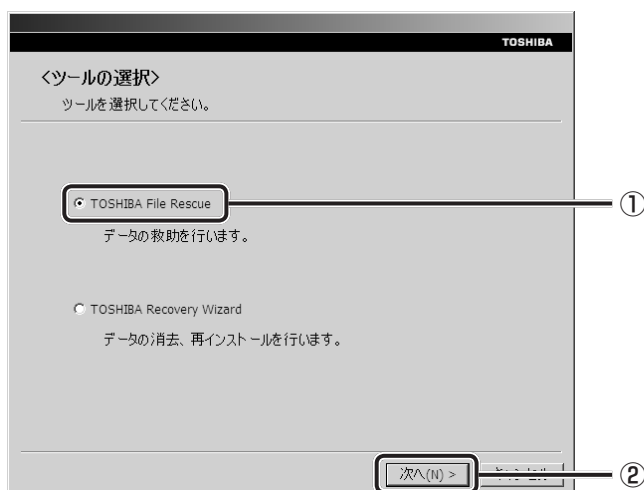 TOSHIBA
<ツールの選択>
ツールを選択してください。
TOSHIBA File Rescue
①
データの救助を行います。
TOSHIBA Recovery Wizard
データの消去、再インストールを行います。
次へ(N) >
②